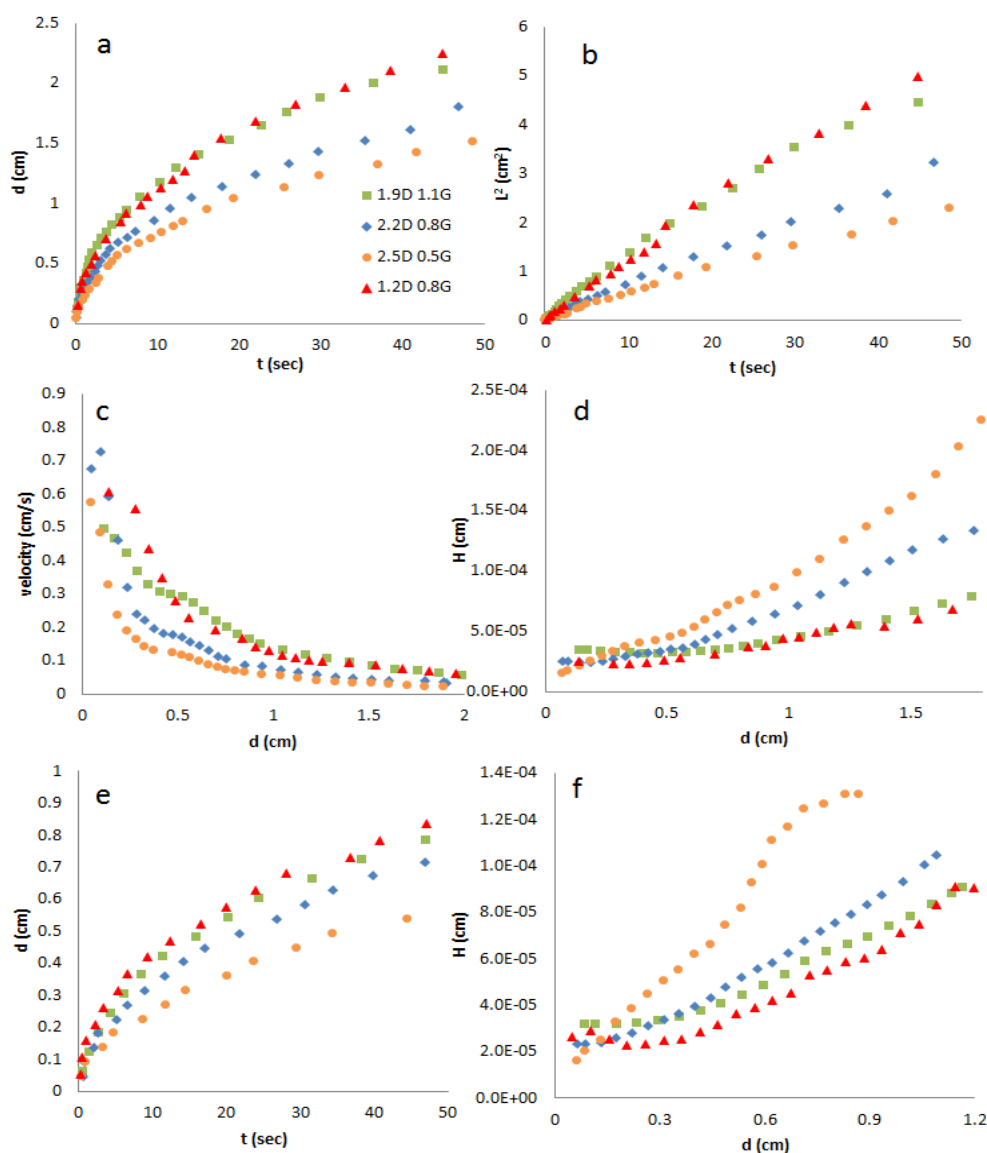 a
2.5
2
1.5
1
0.5
0
d (cm)
0 10 20 30 40 50
t (sec)
1.9D 1.1G
2.2D 0.8G
2.5D 0.5G
1.2D 0.8G
b
6
5
4
3
2
1
0
L² (cm²)
0 10 20 30 40 50 60
t (sec)
c
0.9
0.8
0.7
0.6
0.5
0.4
0.3
0.2
0.1
0
velocity (cm/s)
0 0.5 1 1.5 2
d (cm)
d
2.5E-04
2.0E-04
1.5E-04
1.0E-04
5.0E-05
0.0E+00
H (cm)
0 0.5 1 1.5
d (cm)
e
1
0.9
0.8
0.7
0.6
0.5
0.4
0.3
0.2
0.1
0
d (cm)
0 10 20 30 40 50
t (sec)
f
1.4E-04
1.2E-04
1.0E-04
8.0E-05
6.0E-05
4.0E-05
2.0E-05
0.0E+00
H (cm)
0 0.3 0.6 0.9 1.2
d (cm)